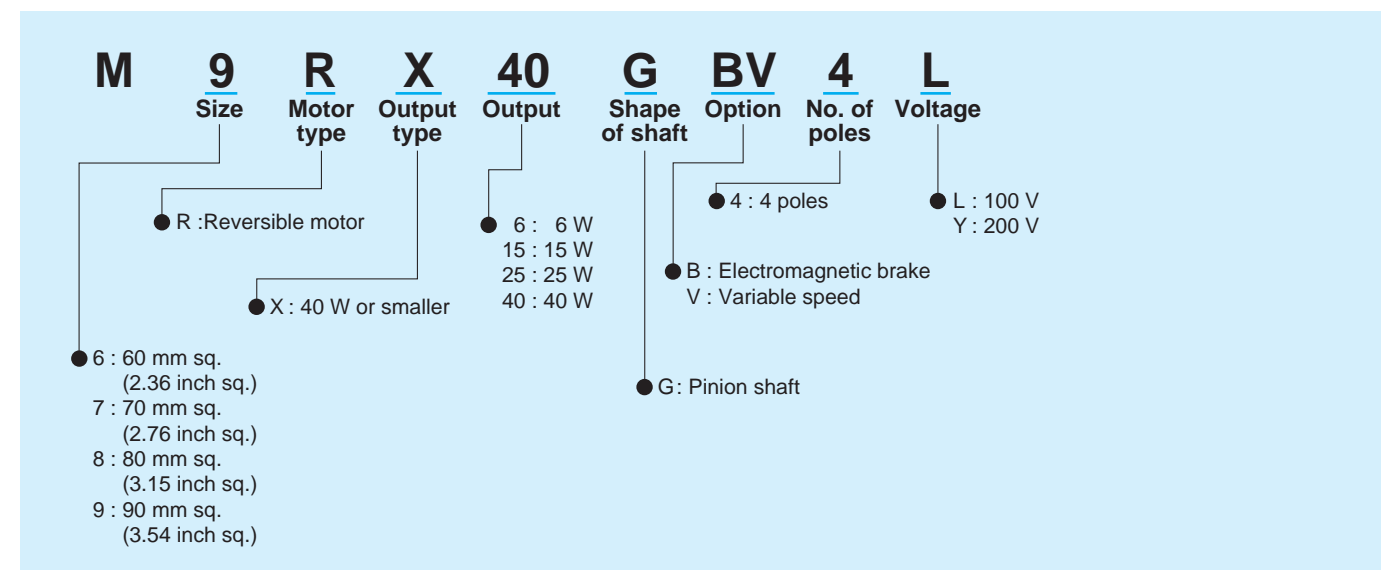 M 9 R X 40 G BV 4 L
Size Motor type Output type Output Shape of shaft Option No. of poles Voltage
R :Reversible motor
6 : 6 W
15 : 15 W
25 : 25 W
40 : 40 W
4 : 4 poles
L : 100 V
Y : 200 V
B : Electromagnetic brake
V : Variable speed
X : 40 W or smaller
6 : 60 mm sq.
(2.36 inch sq.)
7 : 70 mm sq.
(2.76 inch sq.)
8 : 80 mm sq.
(3.15 inch sq.)
9 : 90 mm sq.
(3.54 inch sq.)
G: Pinion shaft